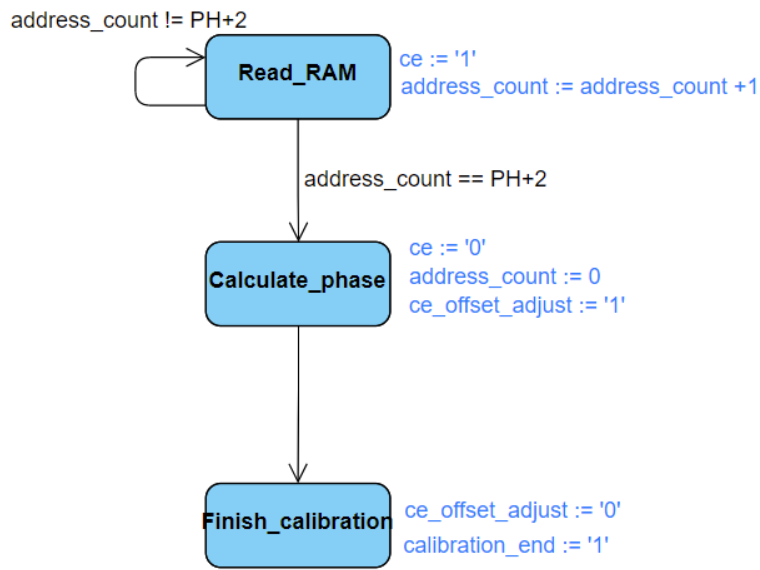 address_count != PH+2
Read_RAM
ce := '1'
address_count := address_count +1
address_count == PH+2
Calculate_phase
ce := '0'
address_count := 0
ce_offset_adjust := '1'
Finish_calibration
ce_offset_adjust := '0'
calibration_end := '1'